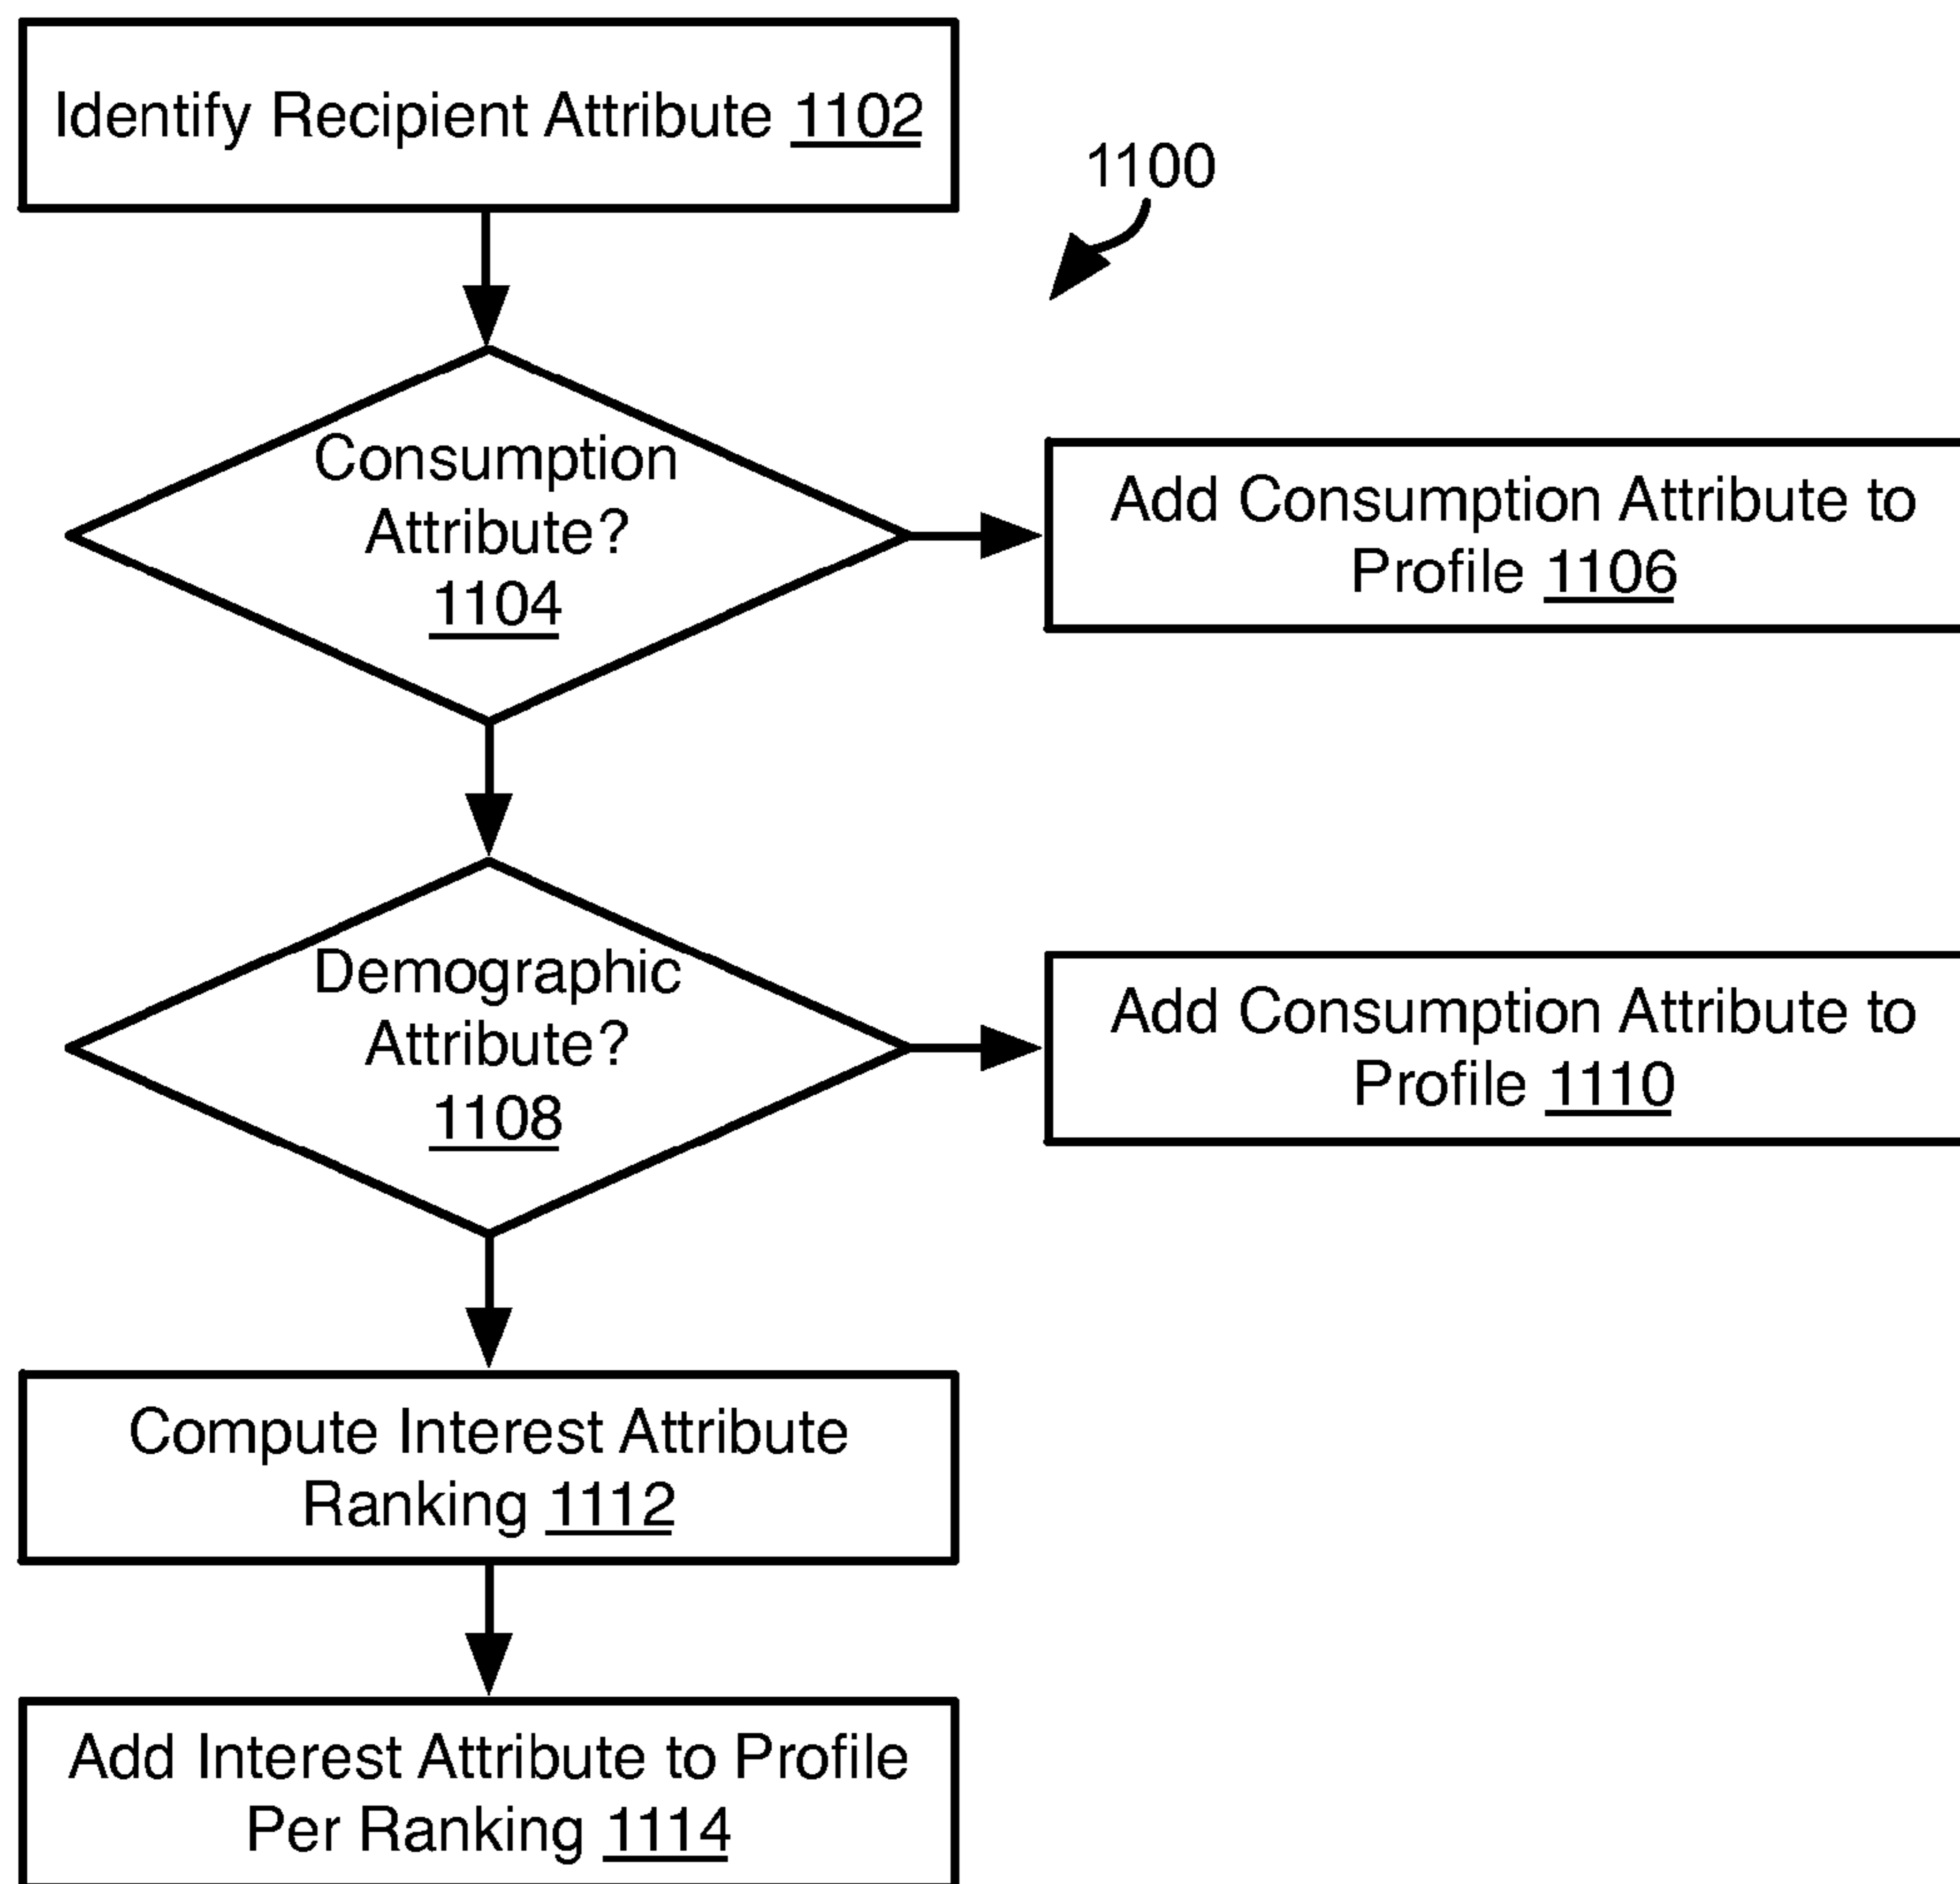 Identify Recipient Attribute 1102
1100
Consumption
Attribute?
1104
Add Consumption Attribute to
Profile 1106
Demographic
Attribute?
1108
Add Consumption Attribute to
Profile 1110
Compute Interest Attribute
Ranking 1112
Add Interest Attribute to Profile
Per Ranking 1114